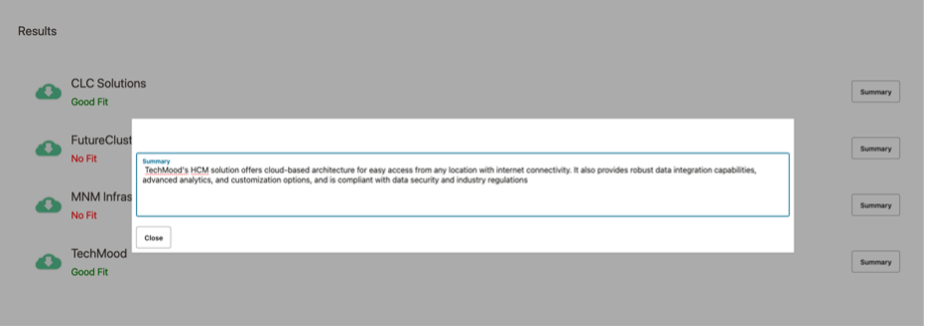 Results
CLC Solutions
Good Fit
Summary
FutureClust
No Fit
Summary
Summary
TechMood's HCM solution offers cloud-based architecture for easy access from any location with internet connectivity. It also provides robust data integration capabilities,
advanced analytics, and customization options, and is compliant with data security and industry regulations
MNM Infras
No Fit
Summary
Close
TechMood
Good Fit
Summary